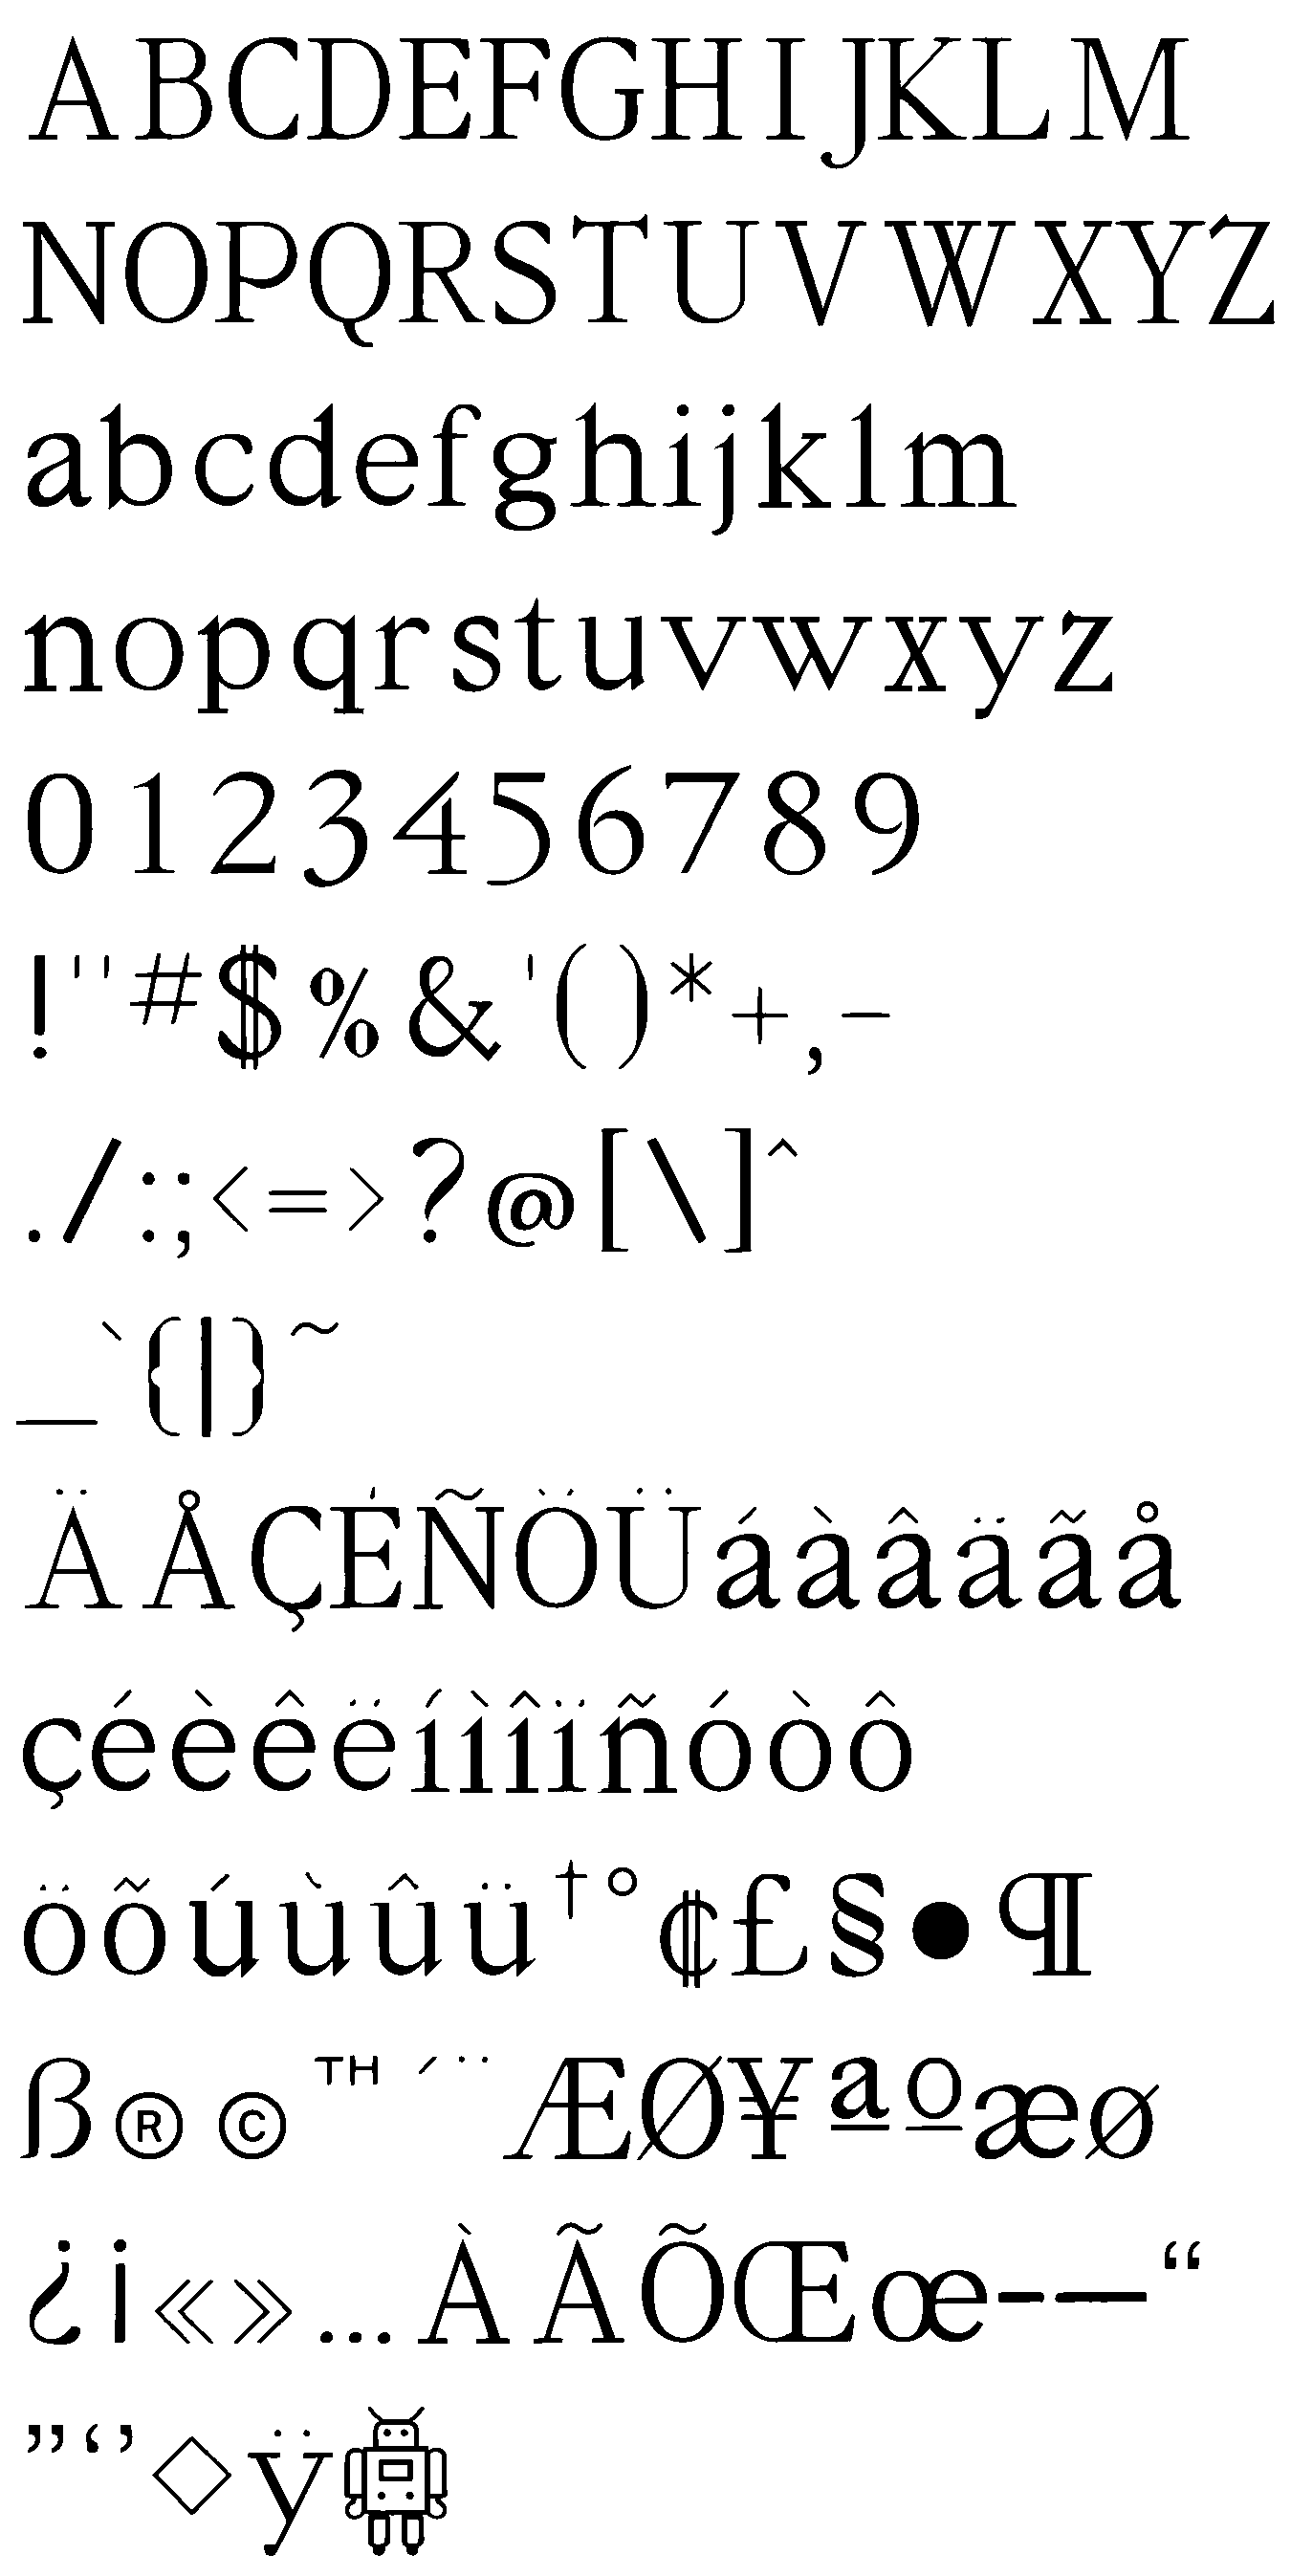 ABCDEFGHIJKLM
NOPQRSTUVWXYZ
abcdefghijklm
nopqrstuvwxyz
0123456789
!"#$%&'()*+,-
./:;<=>?@[\]^
_`{|}~
ÄÅÇÉÑÖÜáàâäãå
çéèêëíìîïñóòô
öõúùûü†°¢£§•¶
ß®©™´¨ÆØ¥ªºæø
¿¡«»…ÀÃÕŒœ–—“
”‘’◊ÿ